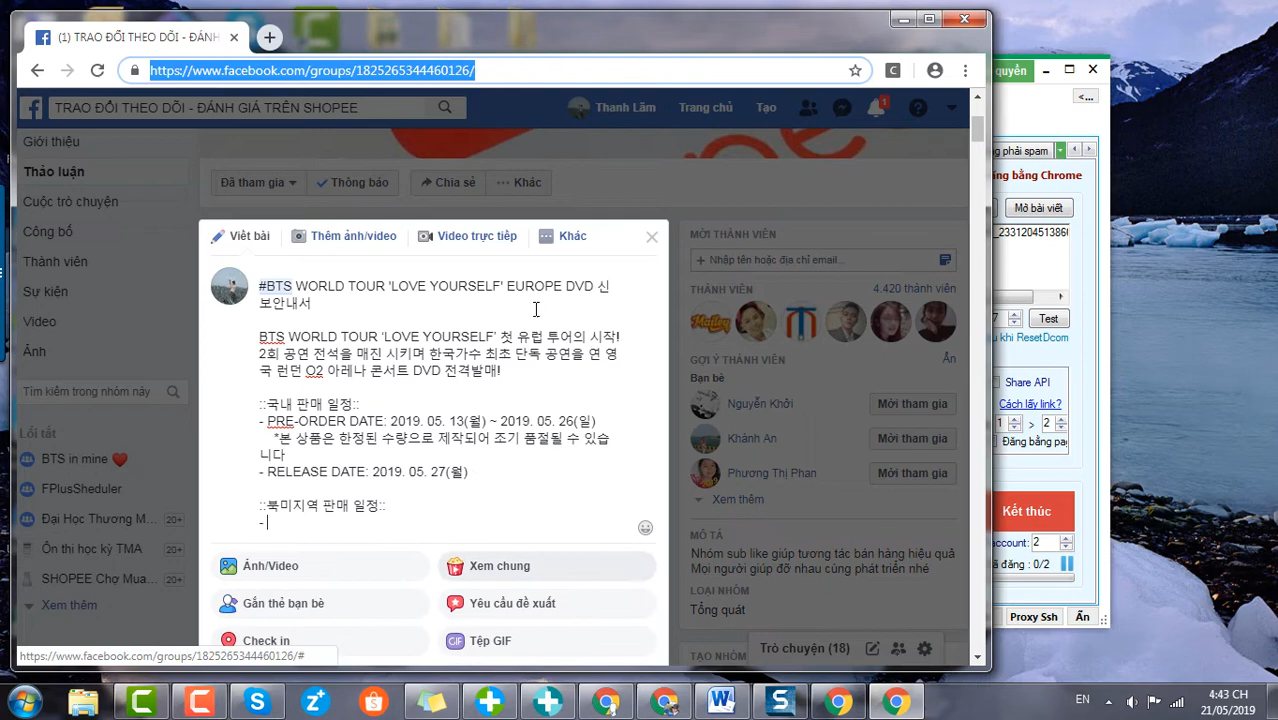 (1) TRAO ĐỔI THEO DÕI - ĐÁNH
https://www.facebook.com/groups/1825265344460126/
TRAO ĐỔI THEO DÕI - ĐÁNH GIÁ TRÊN SHOPEE
Thanh Lâm
Trang chủ
Tạo
1
Giới thiệu
Thảo luận
Cuộc trò chuyện
Công bố
Thành viên
Sự kiện
Video
Ảnh
Tìm kiếm trong nhóm này
Lối tắt
BTS in mine
FPlusSheduler
Đại Học Thương M... 20+
Ôn thi học kỳ TMA 20+
SHOPEE Chợ Mua... 20+
Xem thêm
Đã tham gia
Thông báo
Chia sẻ
Khác
Viết bài
Thêm ảnh/video
Video trực tiếp
Khác
#BTS WORLD TOUR 'LOVE YOURSELF' EUROPE DVD 신
보안내서
BTS WORLD TOUR 'LOVE YOURSELF' 첫 유럽 투어의 시작!
2회 공연 전석을 매진 시키며 한국가수 최초 단독 공연을 연 영
국 런던 O2 아레나 콘서트 DVD 전격발매!
::국내 판매 일정::
- PRE-ORDER DATE: 2019. 05. 13(월) ~ 2019. 05. 26(일)
*본 상품은 한정된 수량으로 제작되어 조기 품절될 수 있습
니다
- RELEASE DATE: 2019. 05. 27(월)
::북미지역 판매 일정::
-
Ảnh/Video
Xem chung
Gắn thẻ bạn bè
Yêu cầu đề xuất
Check in
GIF Tệp GIF
MỜI THÀNH VIÊN
Nhập tên hoặc địa chỉ email...
THÀNH VIÊN
4.420 thành viên
GỢI Ý THÀNH VIÊN
Ẩn
Bạn bè
Nguyễn Khởi
Mời tham gia
Khánh An
Mời tham gia
Phương Thị Phan
Mời tham gia
Xem thêm
MÔ TẢ
Nhóm sub like giúp tương tác bán hàng hiệu quả
Mọi người giúp đỡ nhau cùng phát triển nhé
LOẠI NHÓM
Tổng quát
TẠO NHÓM
Trò chuyện (18)
https://www.facebook.com/groups/1825265344460126/#
quyền
<...
g phải spam
ăng bằng Chrome
Mở bài viết
_233120451386
7
Test
u khi ResetDcom
Share API
Cách lấy link?
1 > 2
Đăng bằng pa
Kết thúc
account: 2
ã đăng : 0/2
Proxy Ssh
Ẩn
EN
4:43 CH
21/05/2019